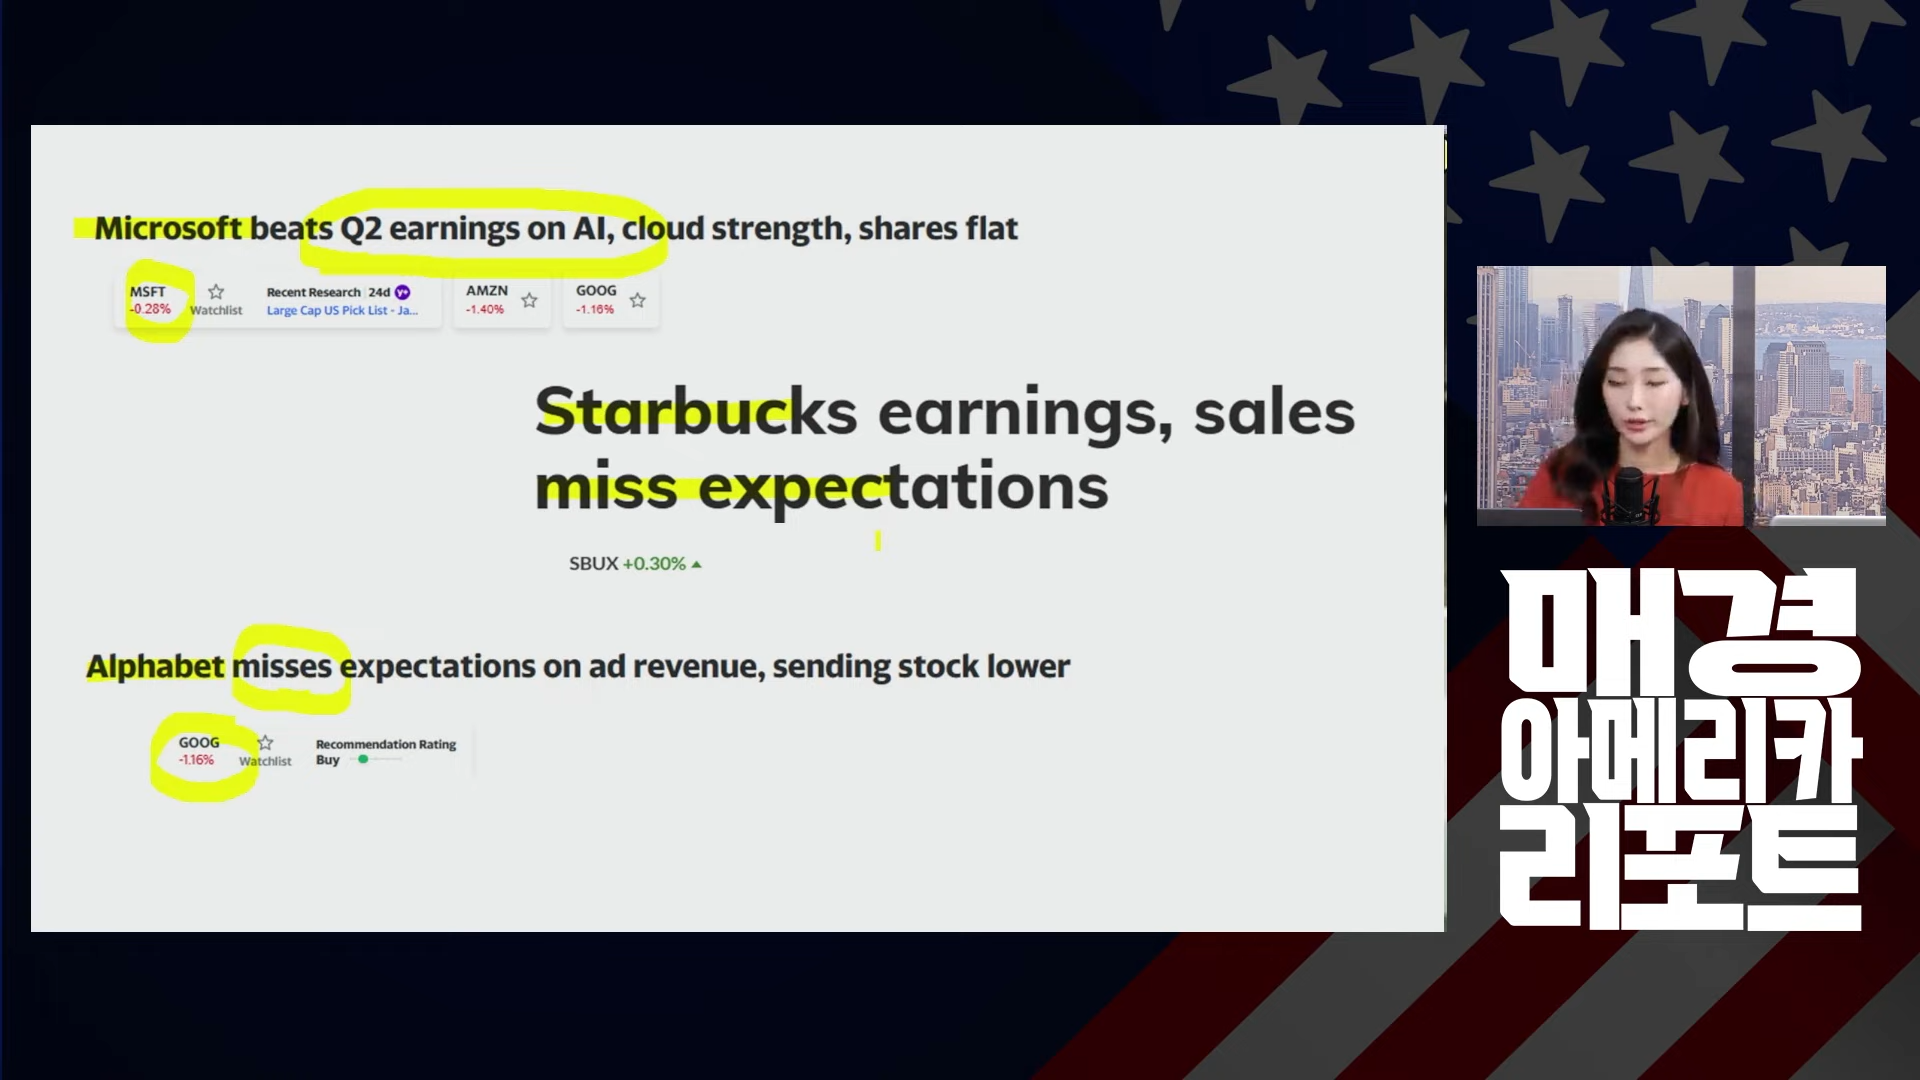 Microsoft beats Q2 earnings on AI, cloud strength, shares flat
MSFT
-0.28%
Watchlist
Recent Research | 24d y+
Large Cap US Pick List - Ja...
AMZN
-1.40%
GOOG
-1.16%
Starbucks earnings, sales
miss expectations
SBUX +0.30%
Alphabet misses expectations on ad revenue, sending stock lower
GOOG
-1.16%
Watchlist
Recommendation Rating
Buy
매경
아메리카
리포트